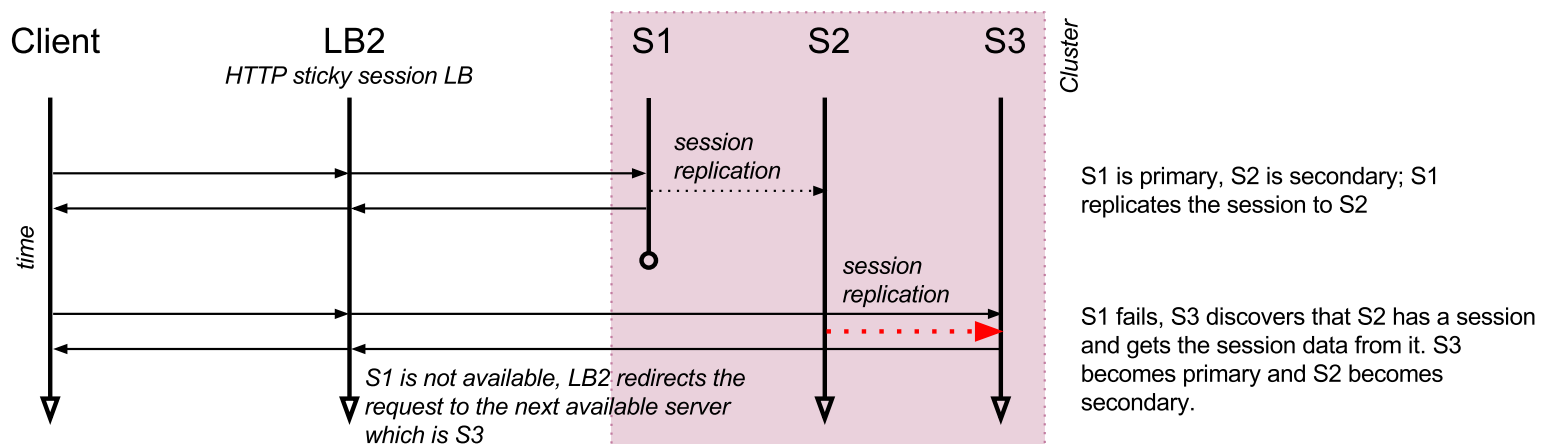 Client
LB2
S1
S2
S3
Cluster
HTTP sticky session LB
session
replication
S1 is primary, S2 is secondary; S1
replicates the session to S2
time
session
replication
S1 fails, S3 discovers that S2 has a session
and gets the session data from it. S3
becomes primary and S2 becomes
secondary.
S1 is not available, LB2 redirects the
request to the next available server
which is S3